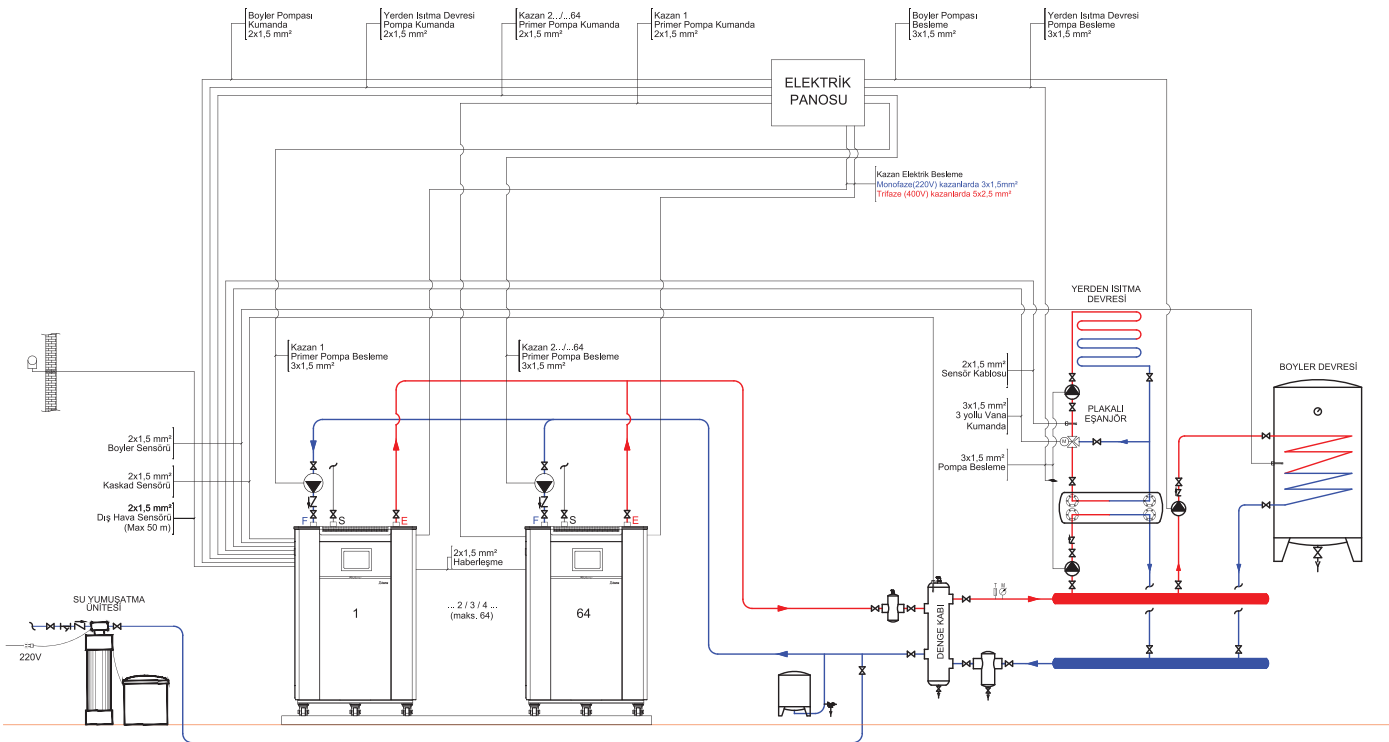 Boyler Pompası
Kumanda
2x1,5 mm²
Yerden Isıtma Devresi
Pompa Kumanda
2x1,5 mm²
Kazan 2.../...64
Primer Pompa Kumanda
2x1,5 mm²
Kazan 1
Primer Pompa Kumanda
2x1,5 mm²
Boyler Pompası
Besleme
3x1,5 mm²
Yerden Isıtma Devresi
Pompa Besleme
3x1,5 mm²
ELEKTRİK
PANOSU
Kazan Elektrik Besleme
Monofaze(220V) kazanlarda 3x1,5mm²
Trifaze (400V) kazanlarda 5x2,5 mm²
YERDEN ISITMA
DEVRESİ
Kazan 1
Primer Pompa Besleme
3x1,5 mm²
Kazan 2.../...64
Primer Pompa Besleme
3x1,5 mm²
2x1,5 mm²
Sensör Kablosu
BOYLER DEVRESİ
3x1,5 mm²
3 yollu Vana
Kumanda
PLAKALI
EŞANJÖR
M
2x1,5 mm²
Boyler Sensörü
3x1,5 mm²
Pompa Besleme
2x1,5 mm²
Kaskad Sensörü
2x1,5 mm²
Dış Hava Sensörü
(Max 50 m)
F
S
E
F
S
E
2x1,5 mm²
Haberleşme
1
... 2 / 3 / 4 ...
(maks. 64)
64
T
DENGE KABI
SU YUMUŞATMA
ÜNİTESİ
220V